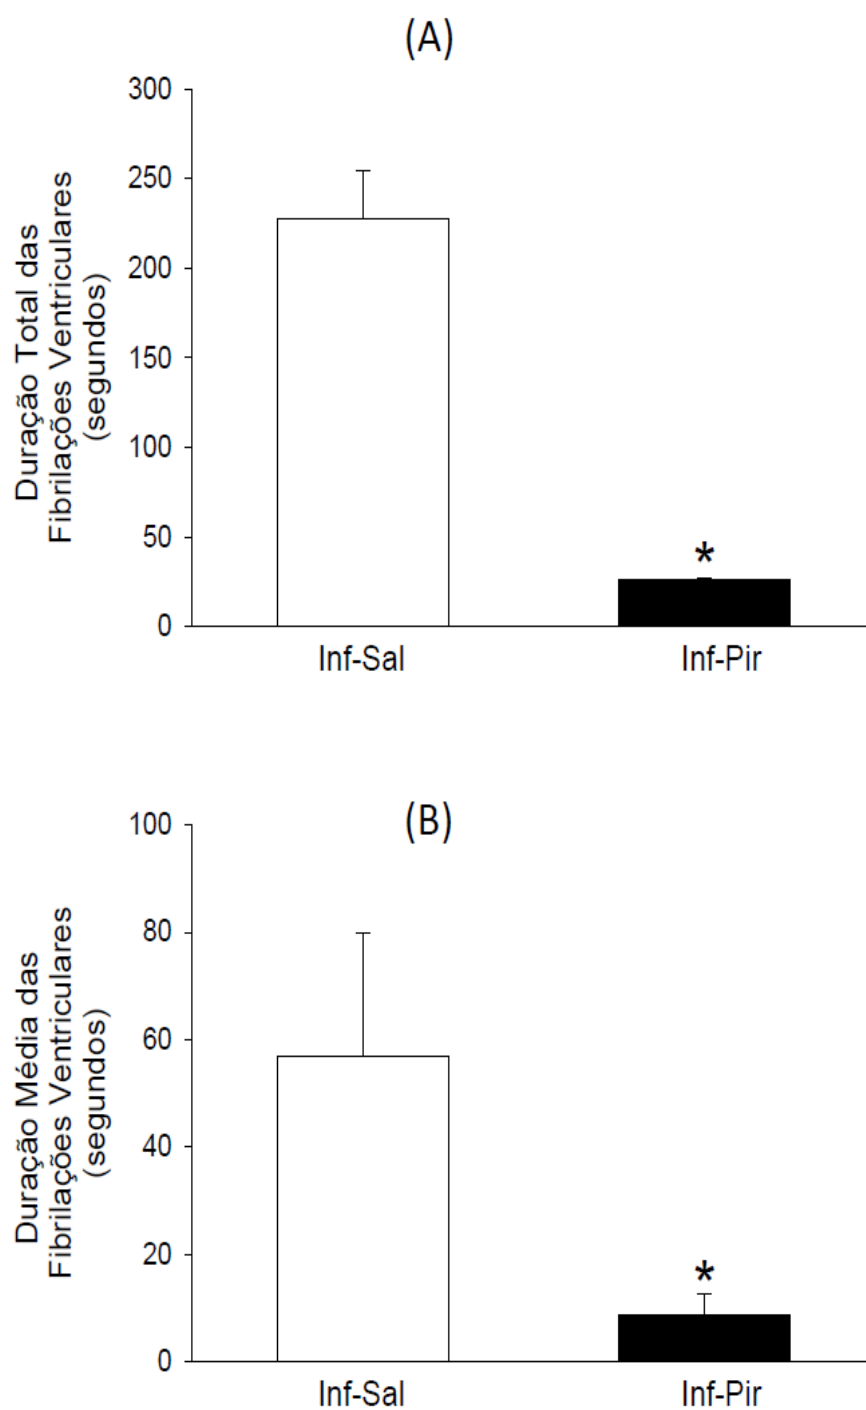 (A)
Duração Total das
Fibrilações Ventriculares
(segundos)
300
250
200
150
100
50
0
*
Inf-Sal Inf-Pir
(B)
Duração Média das
Fibrilações Ventriculares
(segundos)
100
80
60
40
20
0
*
Inf-Sal Inf-Pir